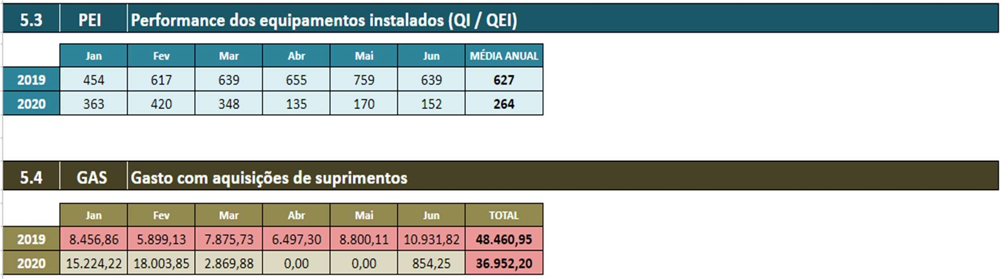 5.3 PEI Performance dos equipamentos instalados (QI / QEI)
Jan Fev Mar Abr Mai Jun MÉDIA ANUAL
2019 454 617 639 655 759 639 627
2020 363 420 348 135 170 152 264
5.4 GAS Gasto com aquisições de suprimentos
Jan Fev Mar Abr Mai Jun TOTAL
2019 8.456,86 5.899,13 7.875,73 6.497,30 8.800,11 10.931,82 48.460,95
2020 15.224,22 18.003,85 2.869,88 0,00 0,00 854,25 36.952,20